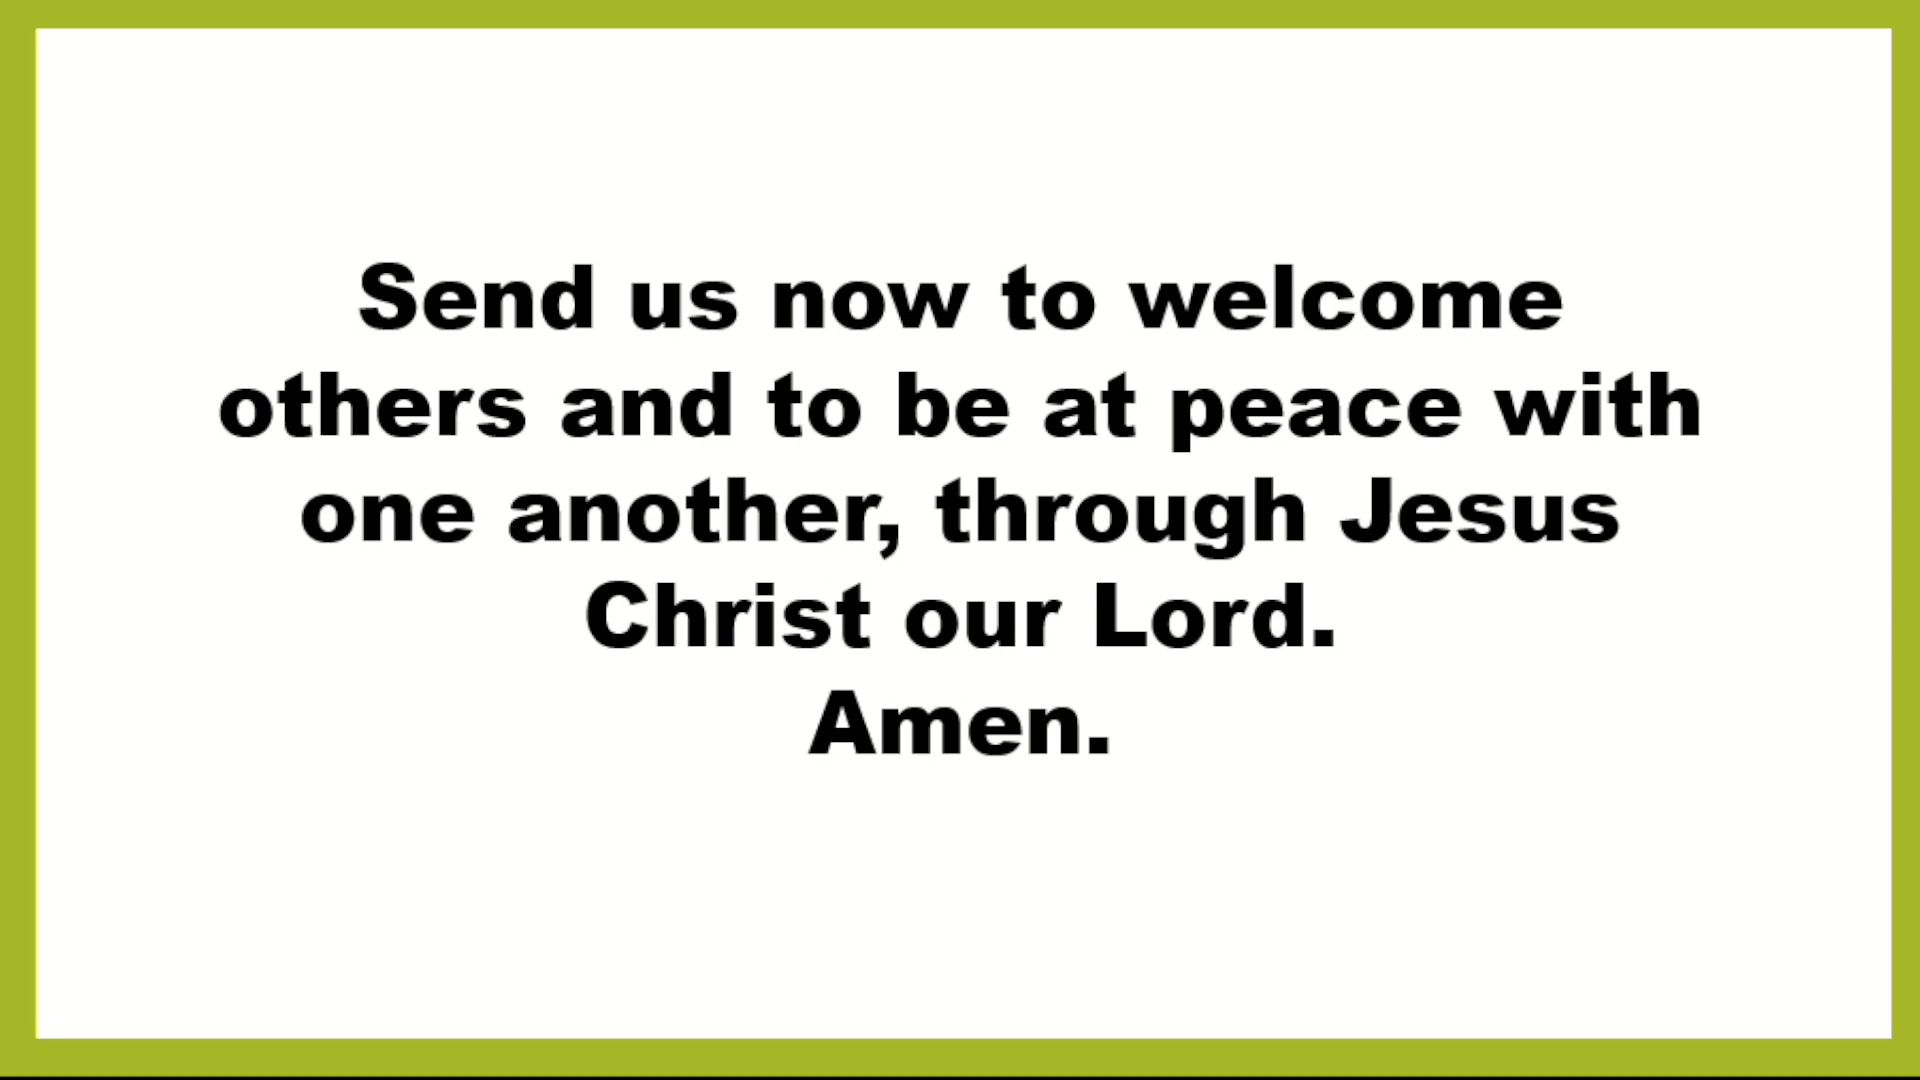 Send us now to welcome
others and to be at peace with
one another, through Jesus
Christ our Lord.
Amen.